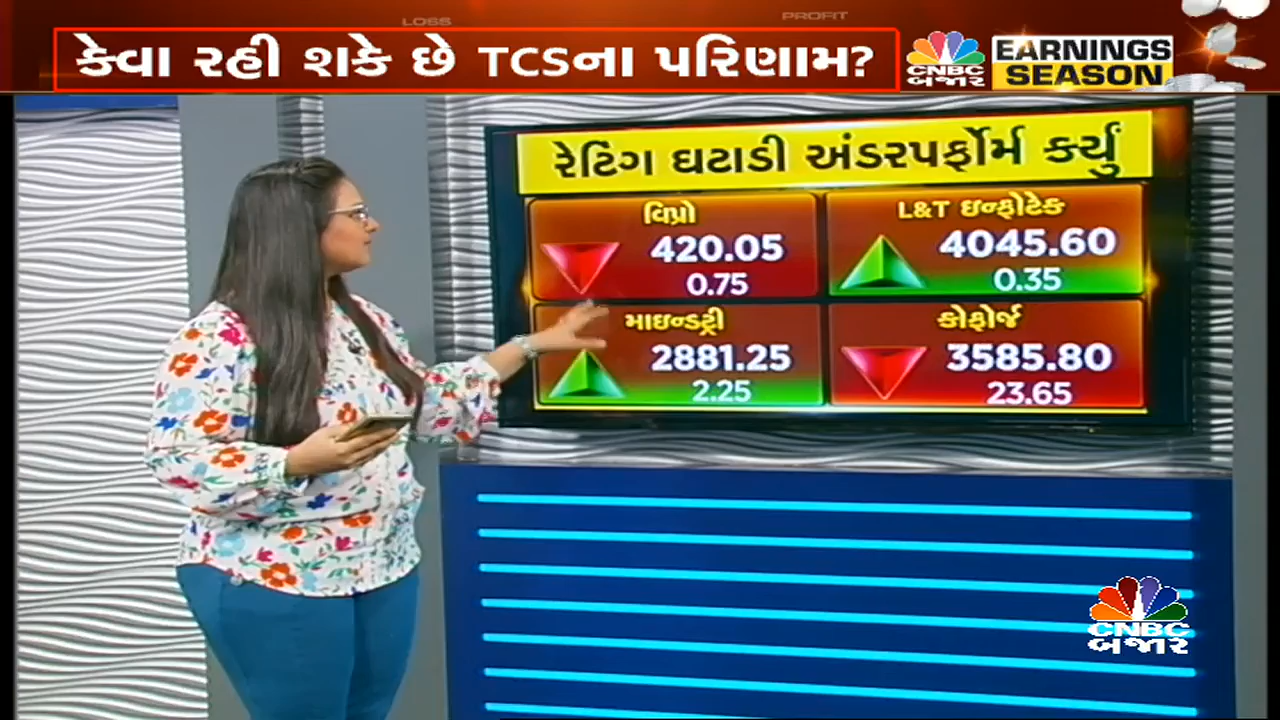 LOSS
PROFIT
કેવા રહી શકે છે TCSના પરિણામ?
CNBC
બજાર
EARNINGS
SEASON
રેટિંગ ઘટાડી અંડરપર્ફોર્મ કર્યું
વિપ્રો
420.05
0.75
L&T ઇન્ફોટેક
4045.60
0.35
માઇન્ડટ્રી
2881.25
2.25
કોફોર્જ
3585.80
23.65
CNBC
બજાર